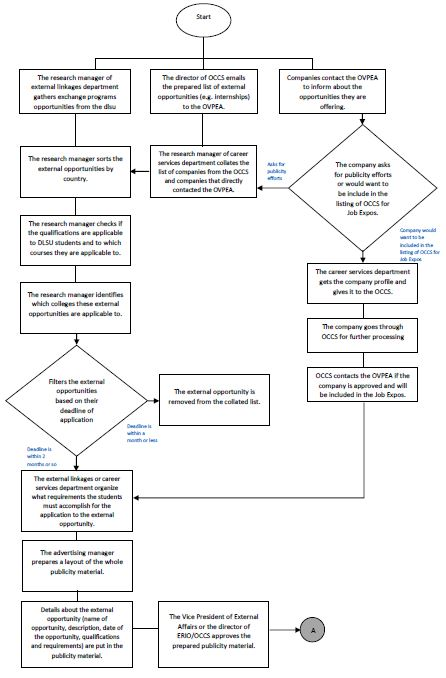 Start
The research manager of
external linkages department
gathers exchange programs
opportunities from the dlsu
The director of OCCS emails
the prepared list of external
opportunities (e.g. Internships)
to the OVPEA.
Companies contact the OVPEA
to inform about the
opportunities they are
offering.
The research manager sorts the
external opportunities by
country.
The research manager of career
services department collates the
list of companies from the OCCS
and companies that directly
contacted the OVPEA.
Asks for
publicity
efforts
The company asks
for publicity efforts
or would want to
be include in the
listing of OCCS for
Job Expos.
The research manager checks if
the qualifications are applicable
to DLSU students and to which
courses they are applicable to.
Company would
want to be
included in the
listing of OCCS for
Job Expos
The career services department
gets the company profile and
gives it to the OCCS.
The research manager identifies
which colleges these external
opportunities are applicable to.
The company goes through
OCCS for further processing
Filters the external
opportunities
based on their
deadline of
application
The external opportunity is
removed from the collated list.
OCCS contacts the OVPEA if the
company is approved and will
be included in the Job Expos.
Deadline is
within a
month or less
Deadline is
within 2
months or so
The external linkages or career
services department organize
what requirements the students
must accomplish for the
application to the external
opportunity.
The advertising manager
prepares a layout of the whole
publicity material.
Details about the external
opportunity (name of
opportunity, description, date of
the opportunity, qualifications
and requirements) are put in the
publicity material.
The Vice President of External
Affairs or the director of
ERIO/OCCS approves the
prepared publicity material.
A